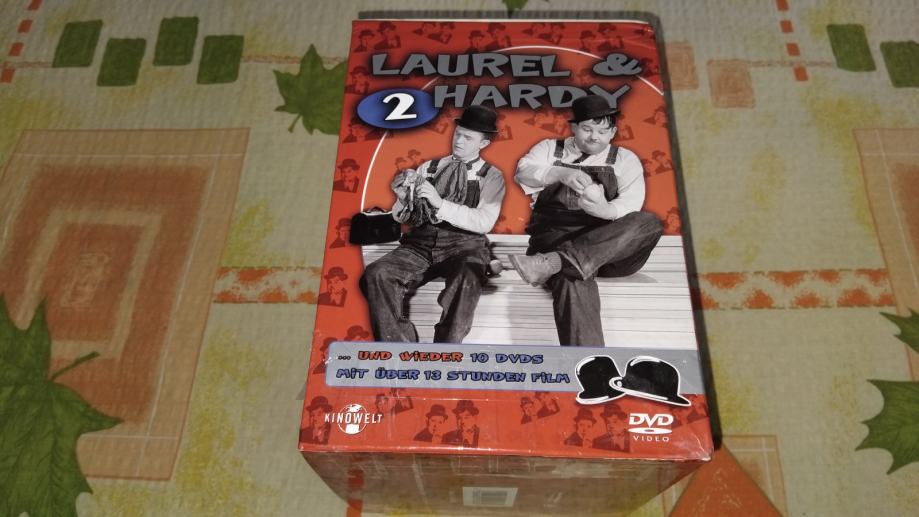 LAUREL &
2 HARDY
... UND WIEDER 10 DVDS
MIT ÜBER 13 STUNDEN FILM
KINOWELT
DVD
VIDEO